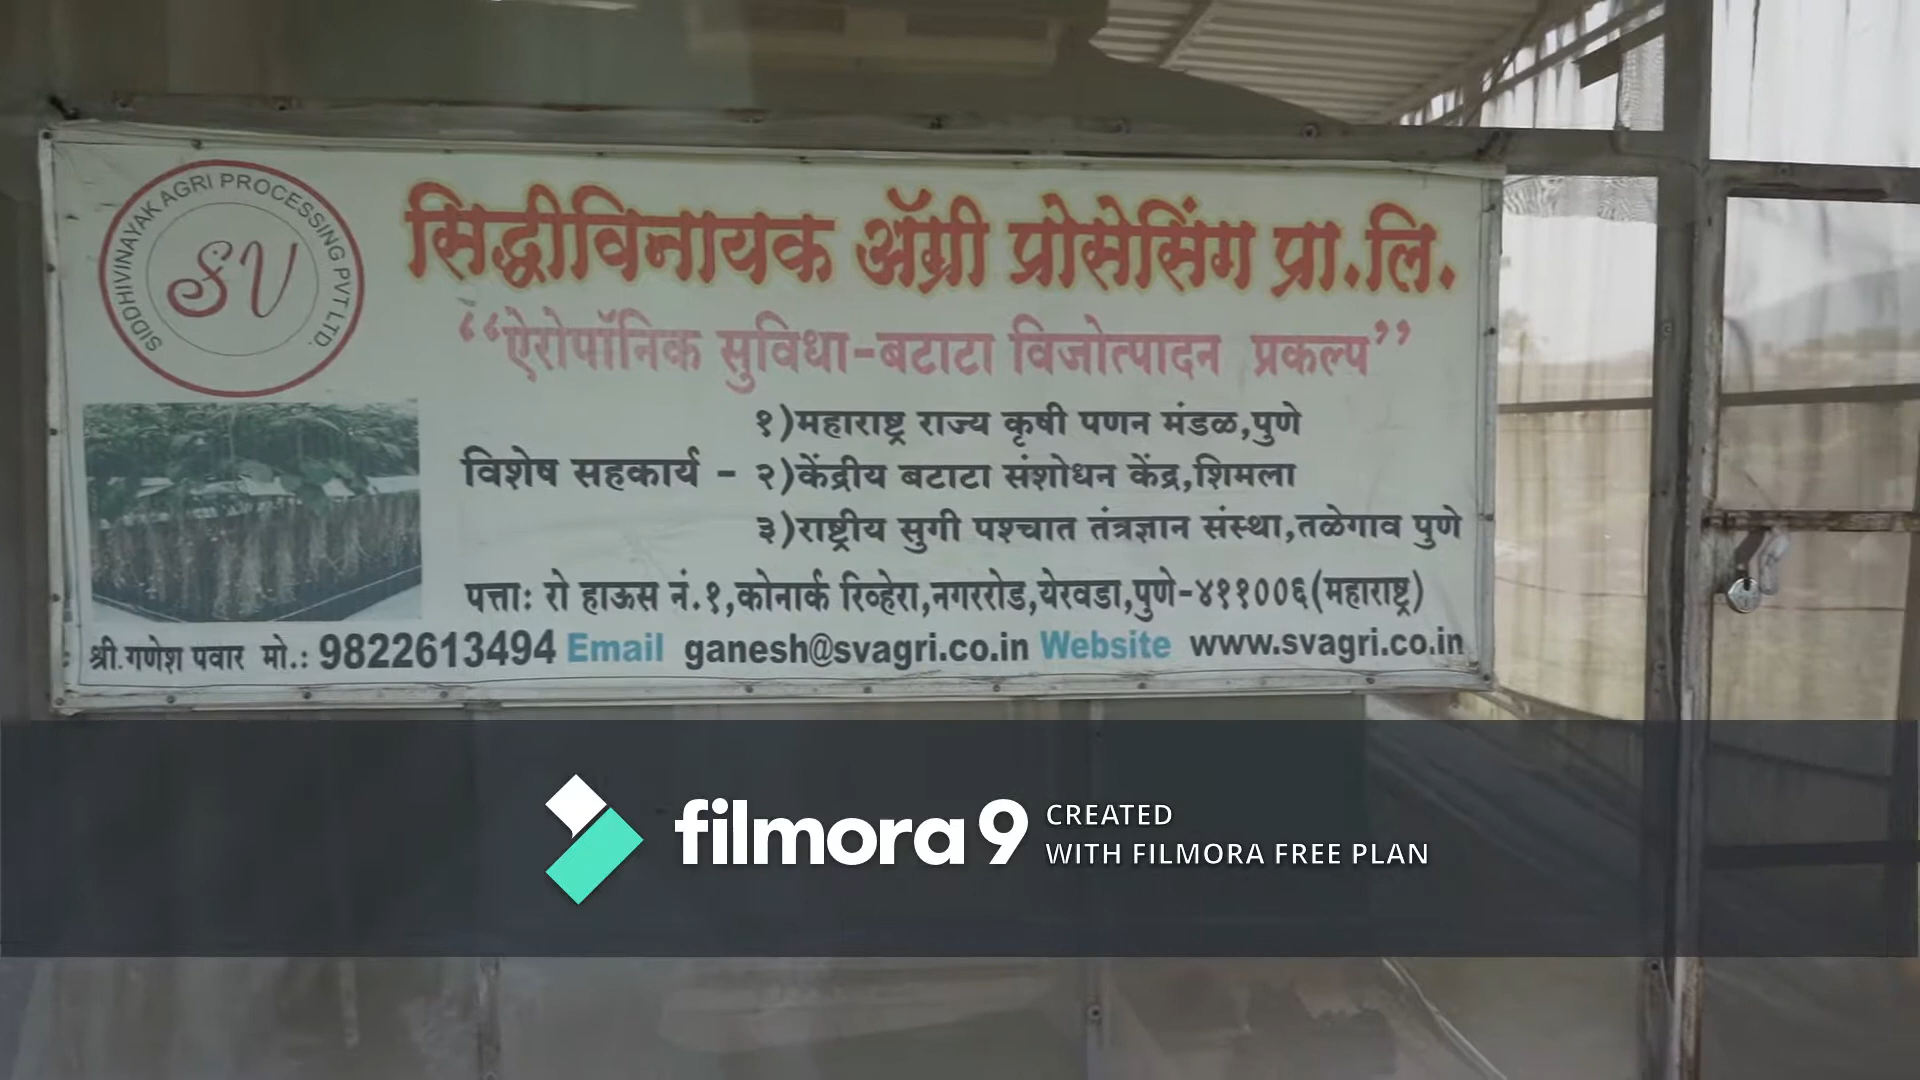 SIDDHIVINAYAK AGRI PROCESSING PVT LTD.
SV
सिद्धीविनायक ॲग्री प्रोसेसिंग प्रा.लि.
“ऐरोपॉनिक सुविधा-बटाटा विजोत्पादन प्रकल्प”
१)महाराष्ट्र राज्य कृषी पणन मंडळ,पुणे
विशेष सहकार्य - २)केंद्रीय बटाटा संशोधन केंद्र,शिमला
३)राष्ट्रीय सुगी पश्चात तंत्रज्ञान संस्था,तळेगाव पुणे
पत्ताः रो हाऊस नं.१,कोनार्क रिव्हेरा,नगररोड,येरवडा,पुणे-४११००६(महाराष्ट्र)
श्री.गणेश पवार मो.: 9822613494 Email ganesh@svagri.co.in Website www.svagri.co.in
filmora 9 CREATED
WITH FILMORA FREE PLAN